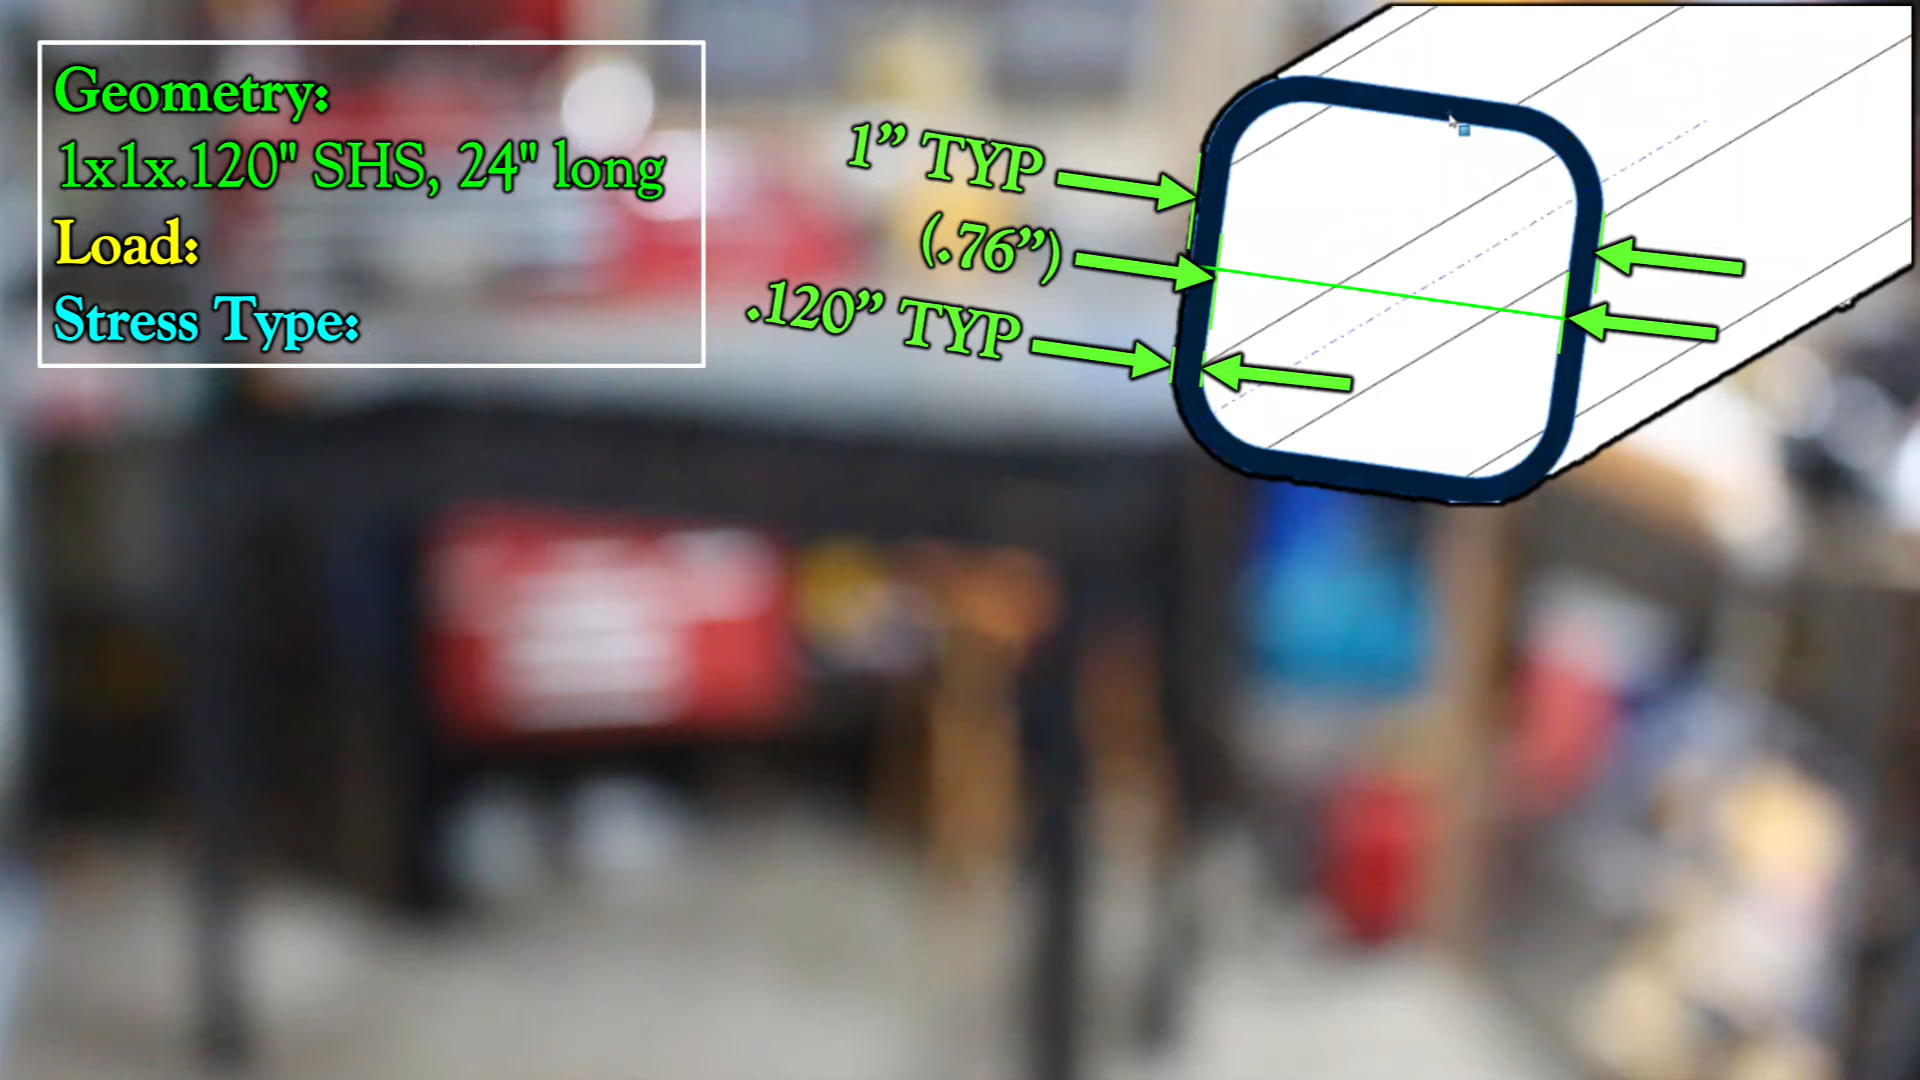 Geometry:
1x1x.120" SHS, 24" long
Load:
Stress Type:
1” TYP
(.76”)
.120” TYP